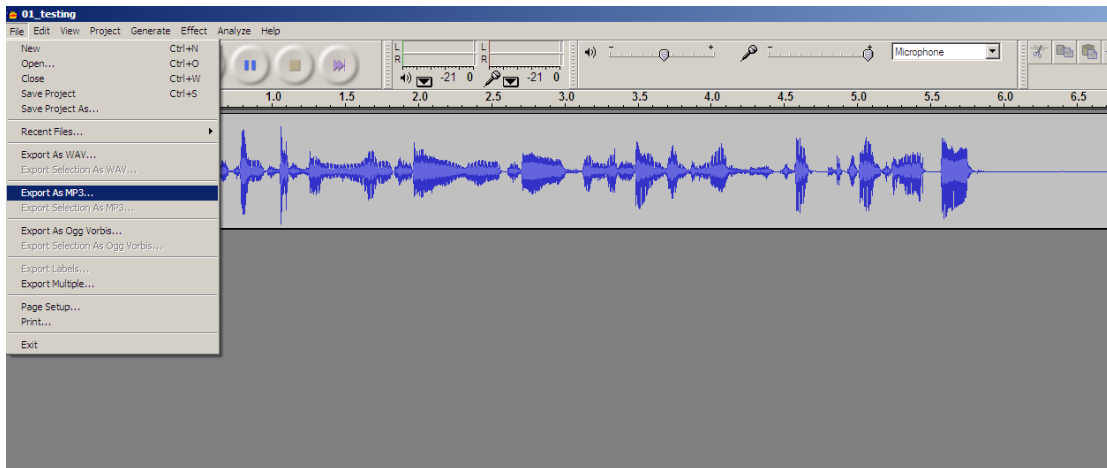 01_testing
File Edit View Project Generate Effect Analyze Help
New Ctrl+N
Open... Ctrl+O
Close Ctrl+W
Save Project Ctrl+S
Save Project As...
Recent Files...
Export As WAV...
Export Selection As WAV...
Export As MP3...
Export Selection As MP3...
Export As Ogg Vorbis...
Export Selection As Ogg Vorbis...
Export Labels...
Export Multiple...
Page Setup...
Print...
Exit
L
R
-21 0
L
R
-21 0
- +
- +
Microphone
1.0 1.5 2.0 2.5 3.0 3.5 4.0 4.5 5.0 5.5 6.0 6.5